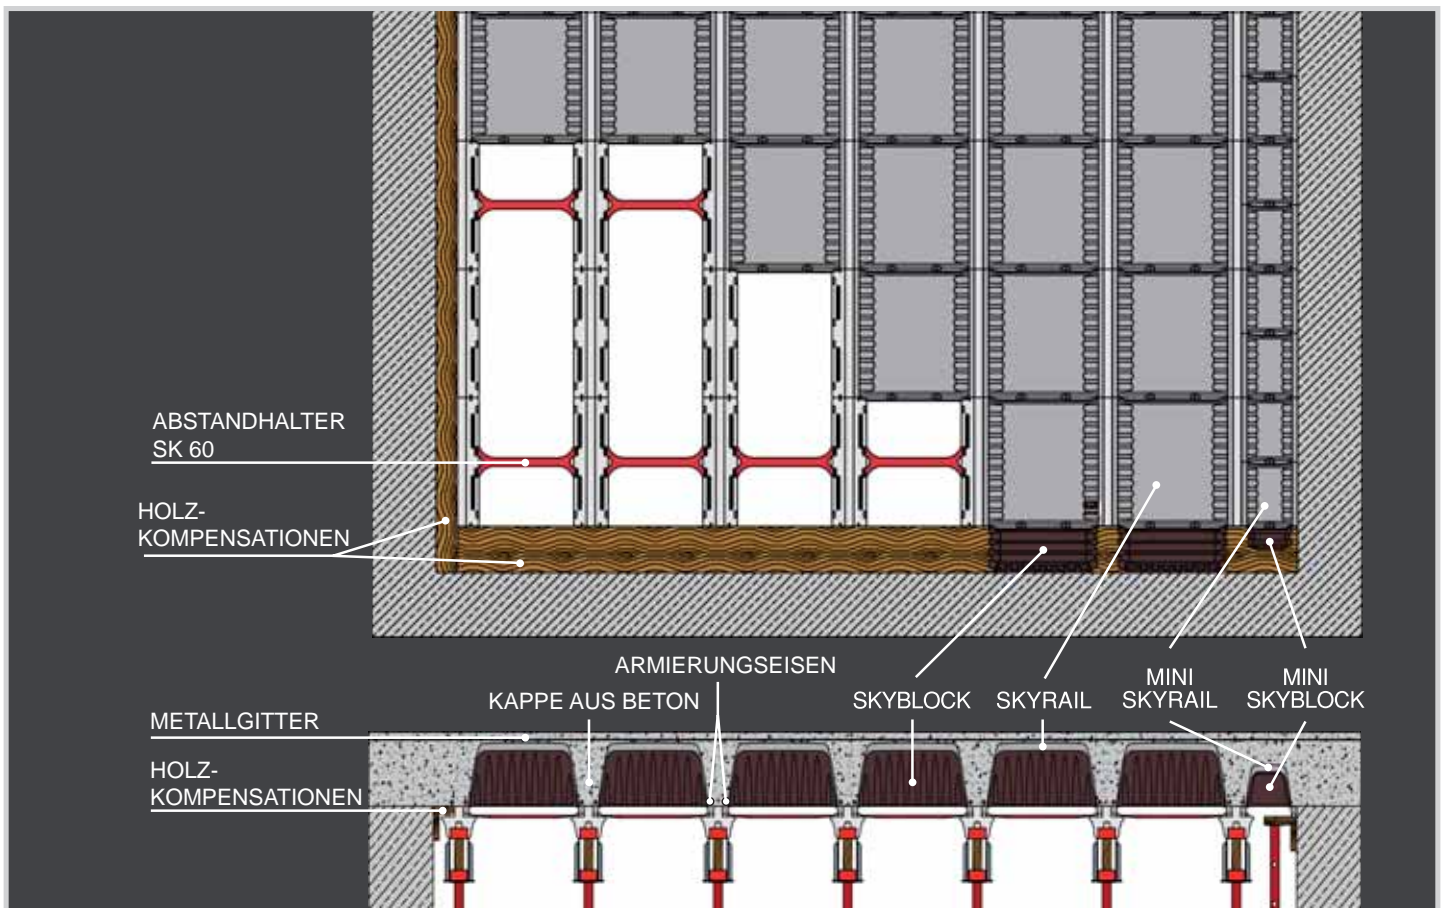 ABSTANDHALTER
SK 60
HOLZ-
KOMPENSATIONEN
ARMIERUNGSEISEN
KAPPE AUS BETON
SKYBLOCK
SKYRAIL
MINI
SKYRAIL
MINI
SKYBLOCK
METALLGITTER
HOLZ-
KOMPENSATIONEN